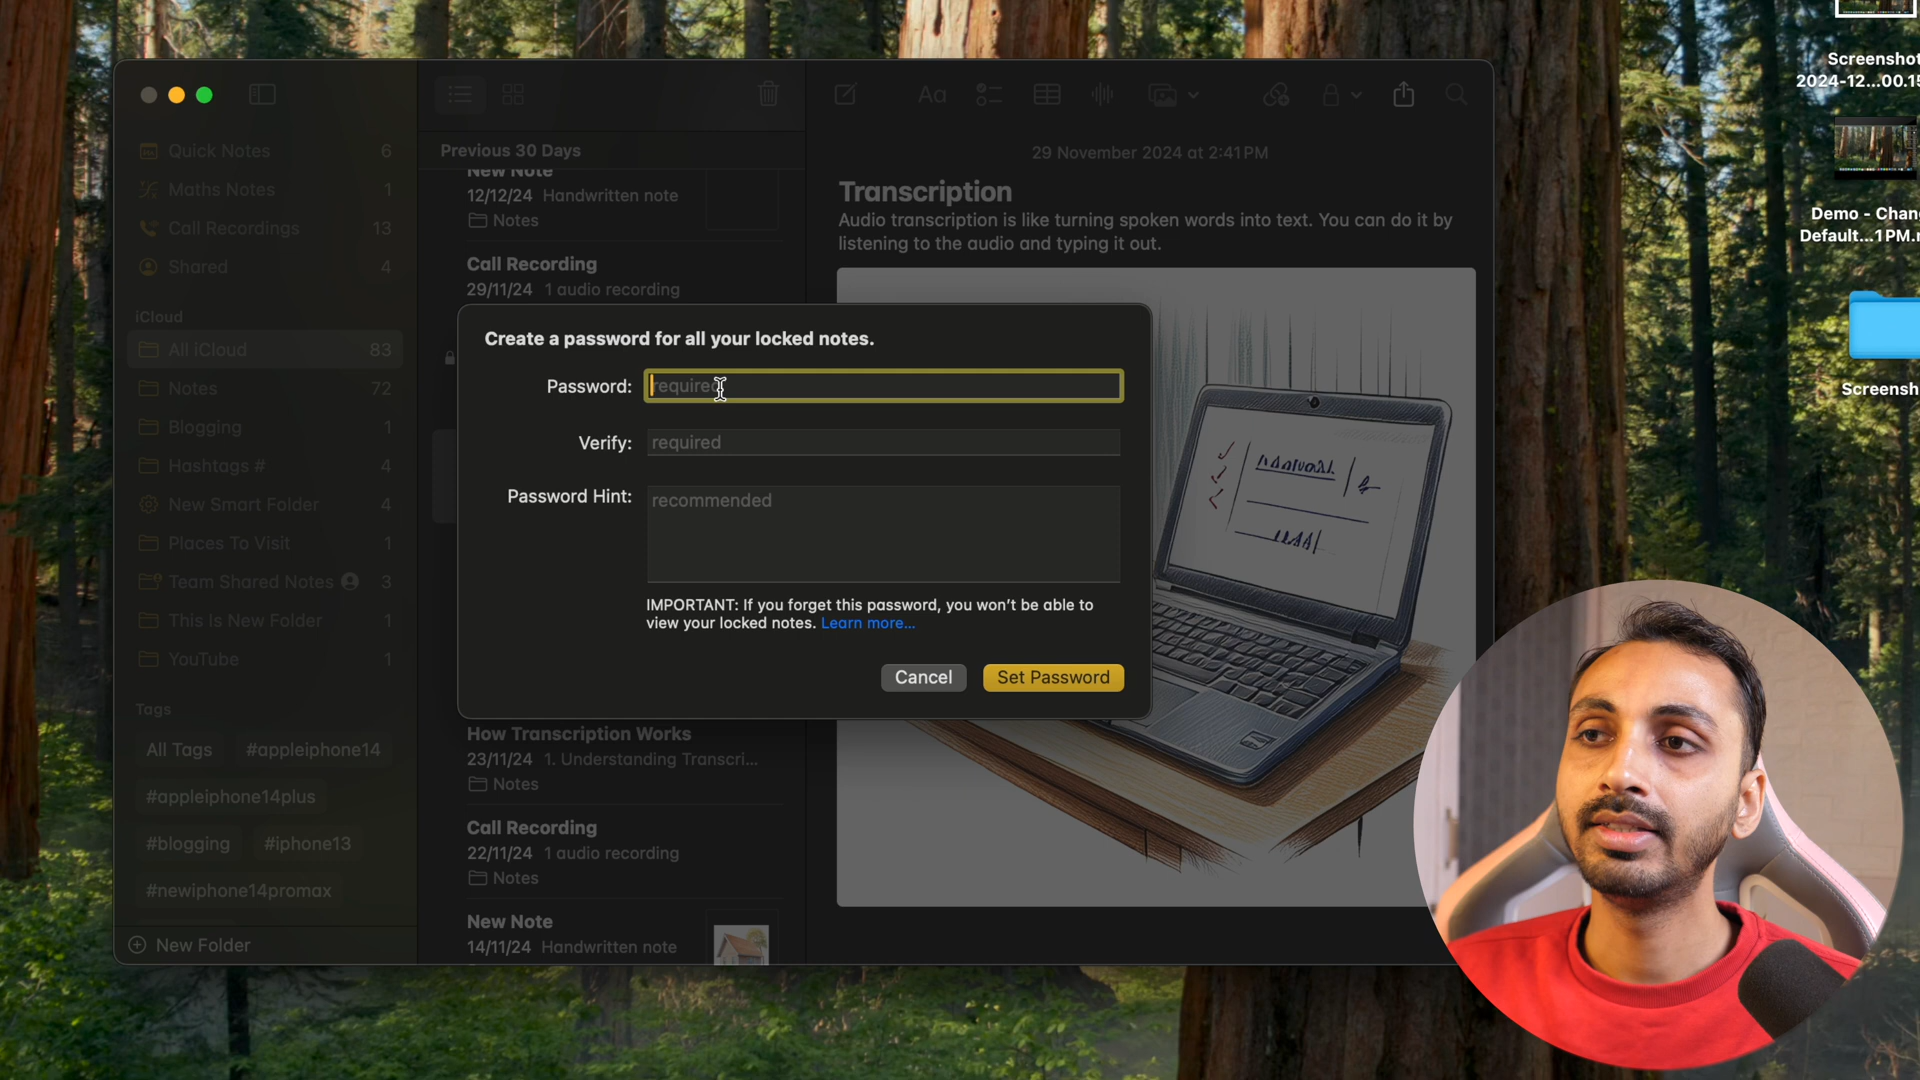 Quick Notes 6
Maths Notes 1
Call Recordings 13
Shared 4
iCloud
All iCloud 83
Notes 72
Blogging 1
Hashtags # 4
New Smart Folder 4
Places To Visit 1
Team Shared Notes 3
This Is New Folder 1
YouTube 1
Tags
All Tags #appleiphone14
#appleiphone14plus
#blogging #iphone13
#newiphone14promax
New Folder
Previous 30 Days
New Note
12/12/24 Handwritten note
Notes
Call Recording
29/11/24 1 audio recording
How Transcription Works
23/11/24 1. Understanding Transcri...
Notes
Call Recording
22/11/24 1 audio recording
Notes
New Note
14/11/24 Handwritten note
Aa
29 November 2024 at 2:41 PM
Transcription
Audio transcription is like turning spoken words into text. You can do it by
listening to the audio and typing it out.
Create a password for all your locked notes.
Password: required
Verify: required
Password Hint: recommended
IMPORTANT: If you forget this password, you won't be able to
view your locked notes. Learn more...
Cancel Set Password
Screenshot
2024-12...00.15
Demo - Chan
Default...1PM.
Screensh